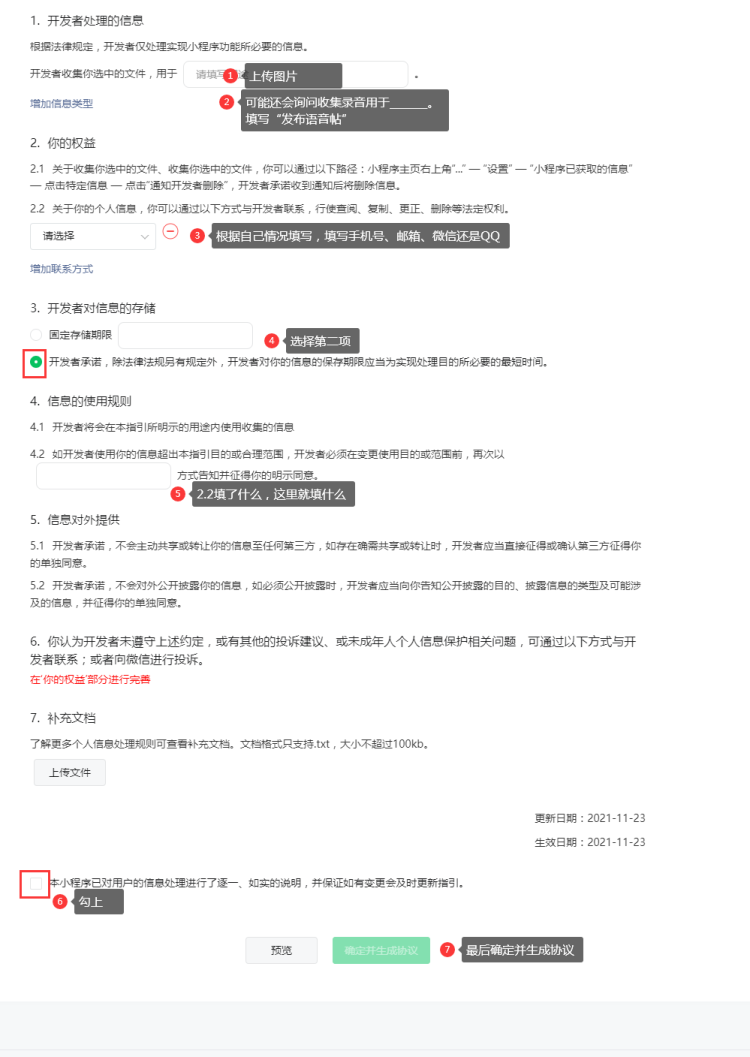 1. 开发者处理的信息
根据法律规定，开发者仅处理实现小程序功能所必要的信息。
开发者收集你选中的文件，用于 请填写 1 上传图片 。
增加信息类型
2 可能还会询问收集录音用于______。
填写“发布语音帖”
2. 你的权益
2.1 关于收集你选中的文件、收集你选中的文件，你可以通过以下路径：小程序主页右上角“...” — “设置” — “小程序已获取的信息”
— 点击特定信息 — 点击“通知开发者删除”，开发者承诺收到通知后将删除信息。
2.2 关于你的个人信息，你可以通过以下方式与开发者联系，行使查阅、复制、更正、删除等法定权利。
请选择 3 根据自己情况填写，填写手机号、邮箱、微信还是QQ
增加联系方式
3. 开发者对信息的存储
固定存储期限 4 选择第二项
开发者承诺，除法律法规另有规定外，开发者对你的信息的保存期限应当为实现处理目的所必要的最短时间。
4. 信息的使用规则
4.1 开发者将会在本指引所明示的用途内使用收集的信息
4.2 如开发者使用你的信息超出本指引目的或合理范围，开发者必须在变更使用目的或范围前，再次以
方式告知并征得你的明示同意。
5 2.2填了什么，这里就填什么
5. 信息对外提供
5.1 开发者承诺，不会主动共享或转让你的信息至任何第三方，如存在确需共享或转让时，开发者应当直接征得或确认第三方征得你
的单独同意。
5.2 开发者承诺，不会对外公开披露你的信息，如必须公开披露时，开发者应当向你告知公开披露的目的、披露信息的类型及可能涉
及的信息，并征得你的单独同意。
6. 你认为开发者未遵守上述约定，或有其他的投诉建议、或未成年人个人信息保护相关问题，可通过以下方式与开
发者联系；或者向微信进行投诉。
在‘你的权益’部分进行完善
7. 补充文档
了解更多个人信息处理规则可查看补充文档。文档格式只支持.txt，大小不超过100kb。
上传文件
更新日期：2021-11-23
生效日期：2021-11-23
本小程序已对用户的信息处理进行了逐一、如实的说明，并保证如有变更会及时更新指引。
6 勾上
预览 确定并生成协议 7 最后确定并生成协议